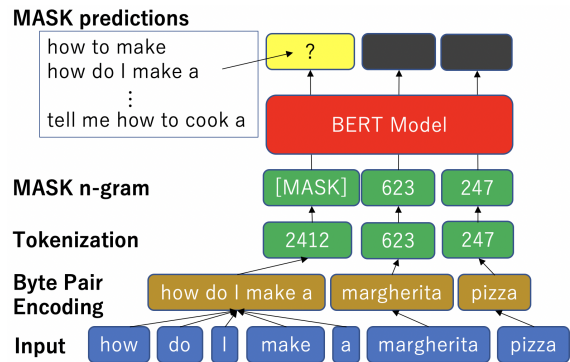 MASK predictions
how to make
how do I make a
⋮
tell me how to cook a
?
BERT Model
MASK n-gram
[MASK]
623
247
Tokenization
2412
623
247
Byte Pair
Encoding
how do I make a
margherita
pizza
Input
how
do
I
make
a
margherita
pizza